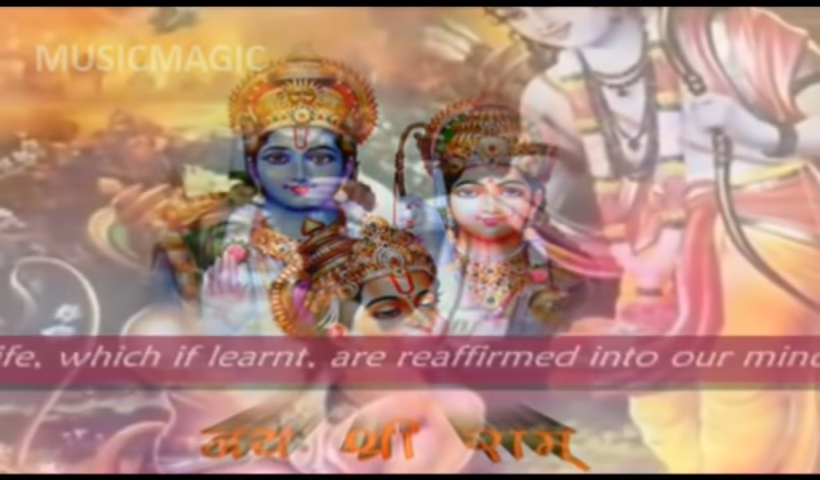 MUSICMAGIC
ife, which if learnt, are reaffirmed into our mind
जय श्री राम्